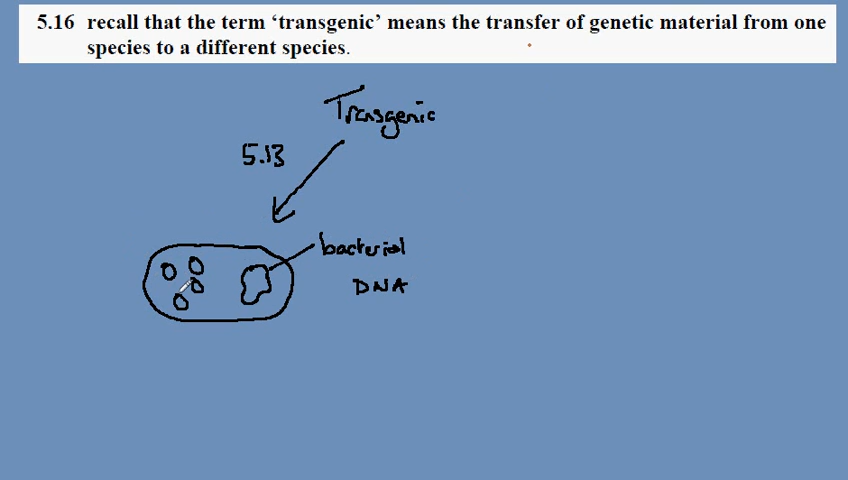 5.16 recall that the term ‘transgenic’ means the transfer of genetic material from one
species to a different species.
Transgenic
5.13
bacterial
DNA